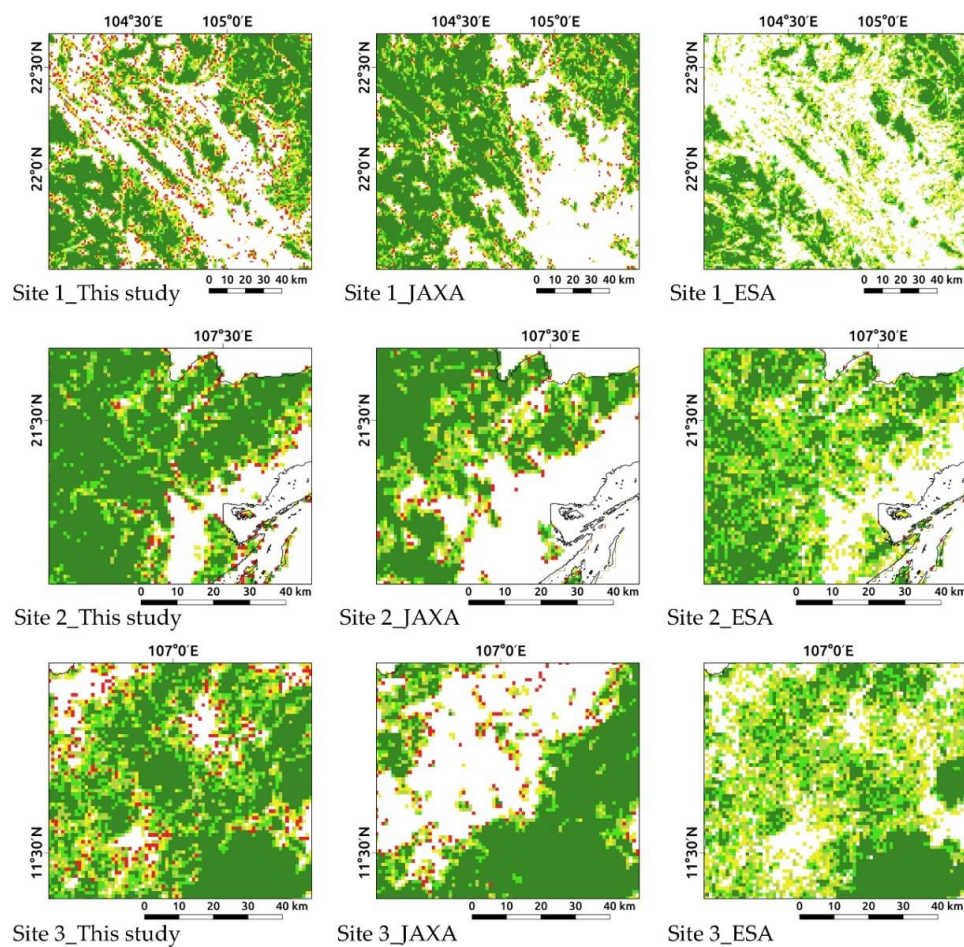 104°30′E 105°0′E 104°30′E 105°0′E 104°30′E 105°0′E
22°30′N
22°0′N
22°30′N
22°0′N
22°30′N
22°0′N
0 10 20 30 40 km 0 10 20 30 40 km 0 10 20 30 40 km
Site 1_This study Site 1_JAXA Site 1_ESA
107°30′E 107°30′E 107°30′E
21°30′N 21°30′N 21°30′N
0 10 20 30 40 0 10 20 30 40 0 10 20 30 40
Site 2_This study Site 2_JAXA Site 2_ESA
107°0′E 107°0′E 107°0′E
11°30′N 11°30′N 11°30′N
0 10 20 30 40 km 0 10 20 30 40 km 0 10 20 30 40 km
Site 3_This study Site 3_JAXA Site 3_ESA